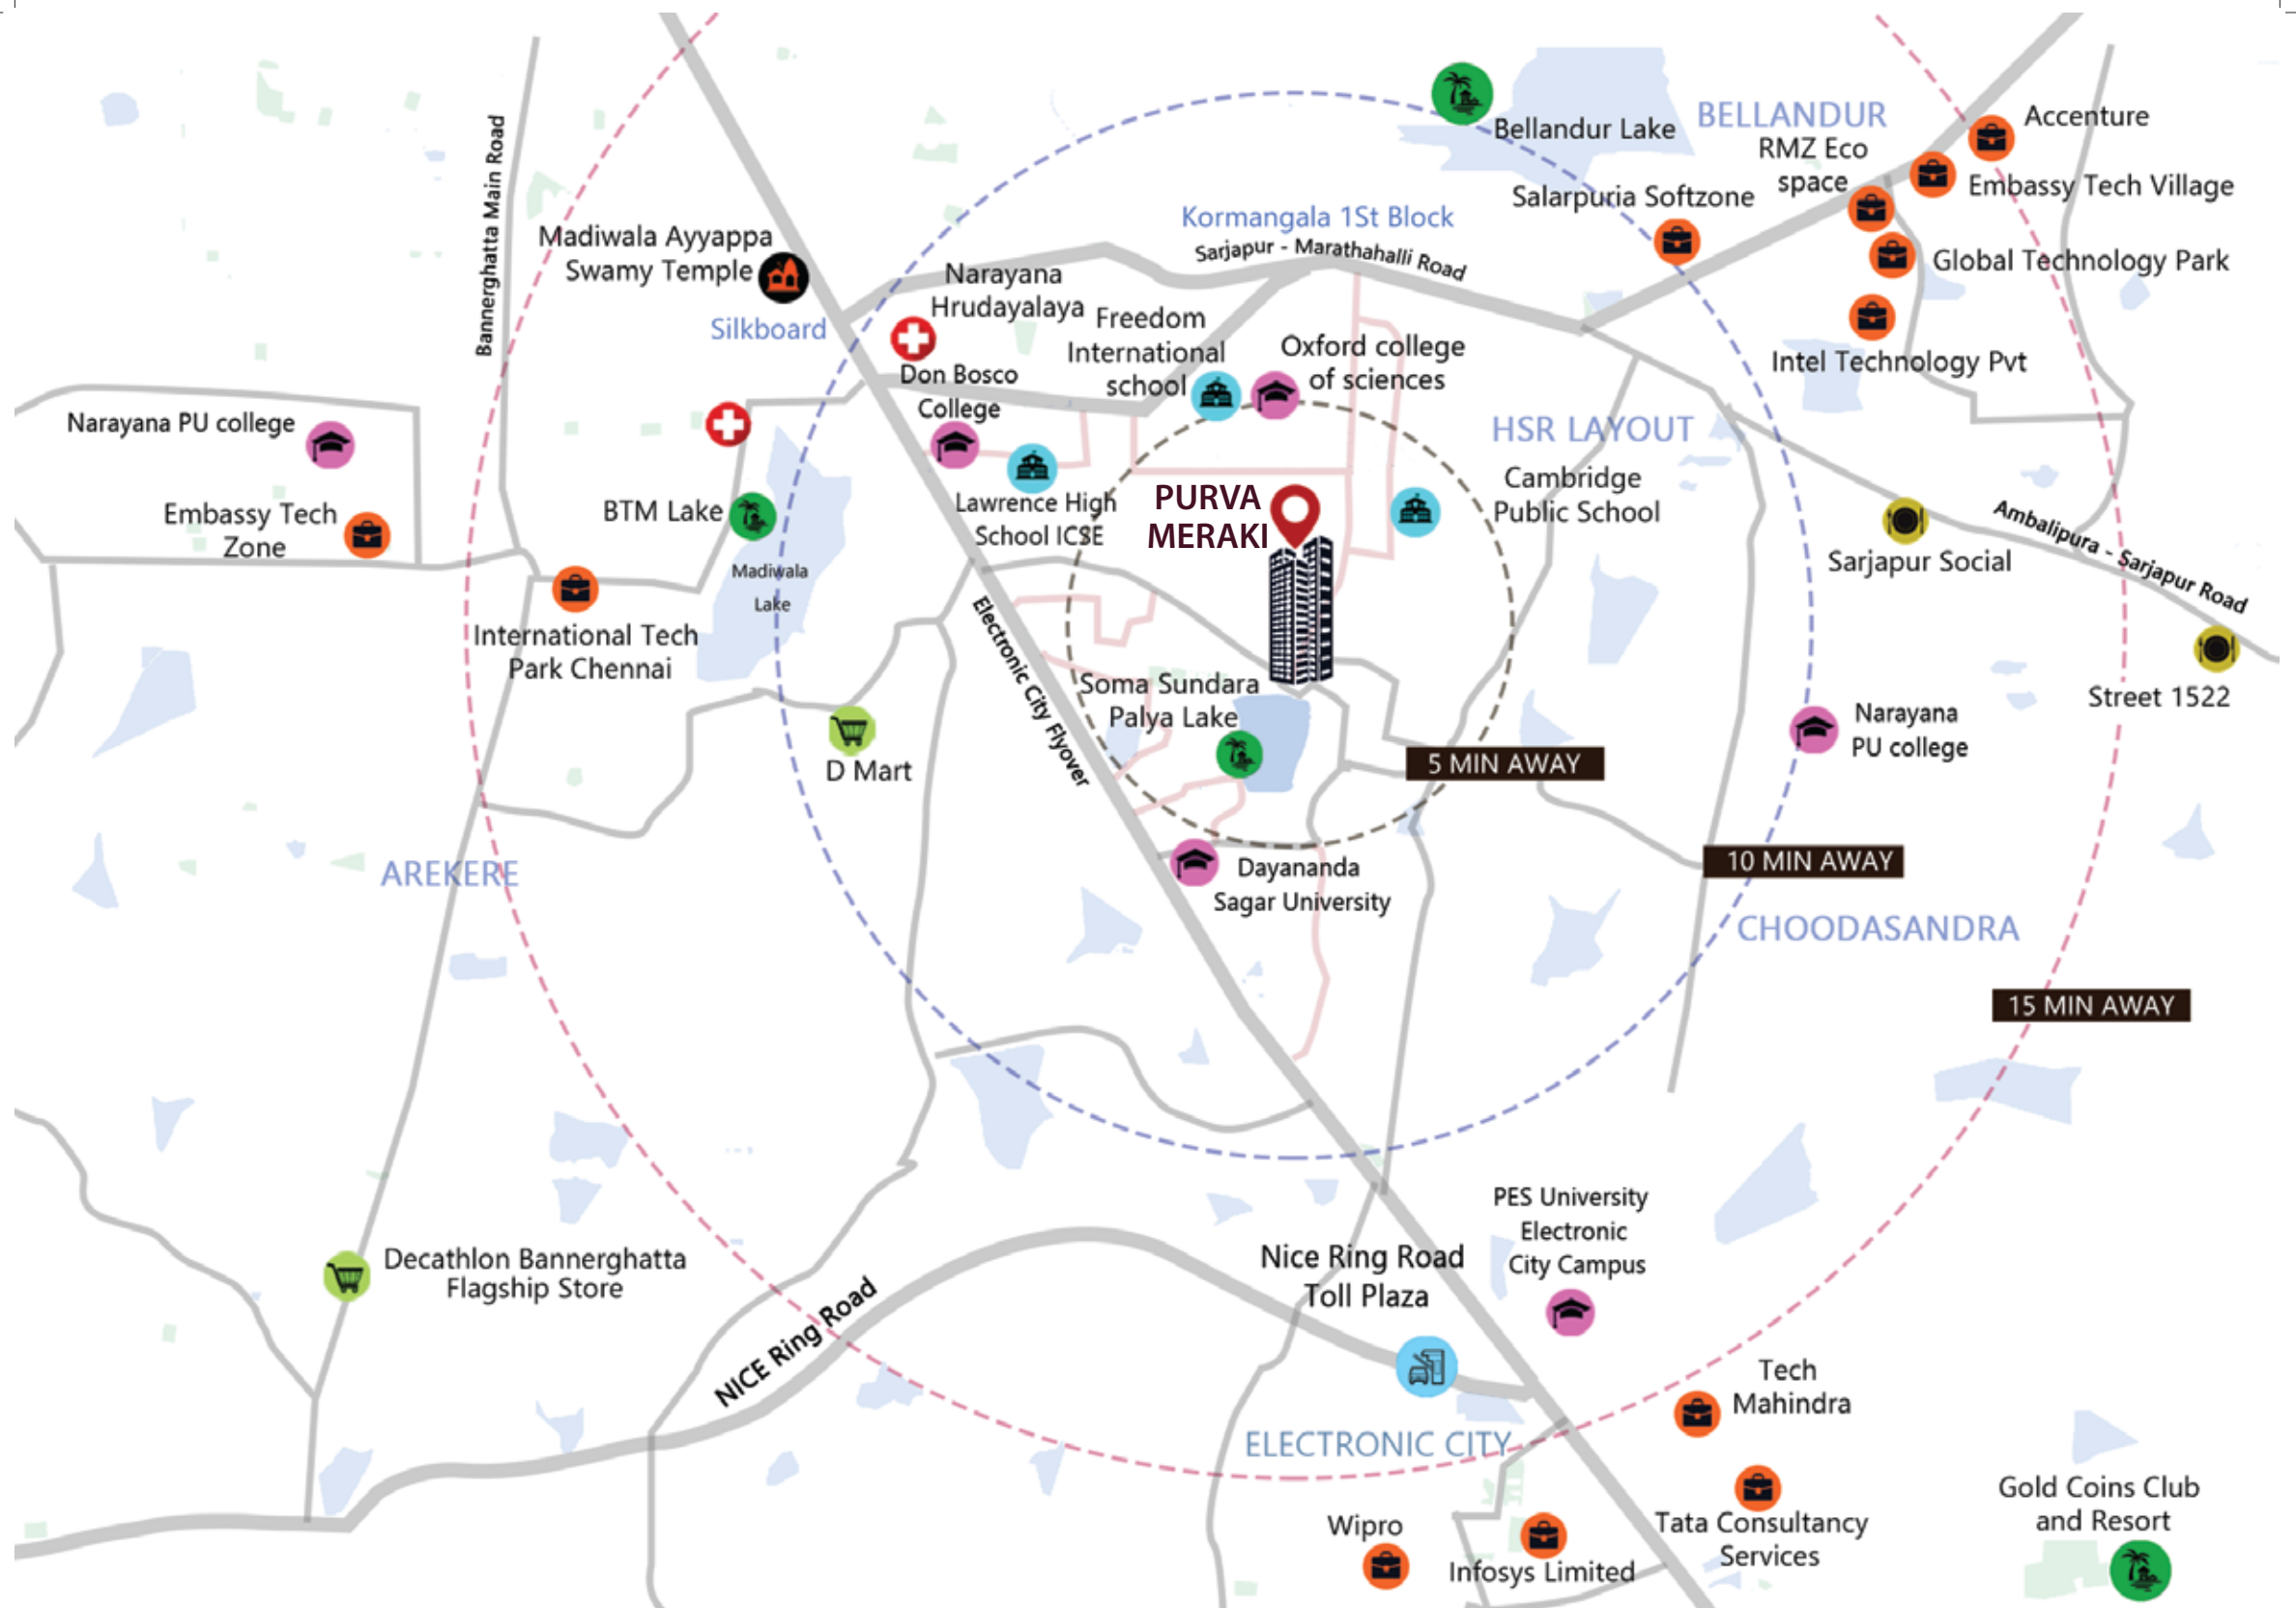 Bannerghatta Main Road
Madiwala Ayyappa
Swamy Temple
Silkboard
Bellandur Lake
BELLANDUR
RMZ Eco
space
Accenture
Embassy Tech Village
Salarpuria Softzone
Global Technology Park
Intel Technology Pvt
Kormangala 1St Block
Sarjapur - Marathahalli Road
Narayana
Hrudayalaya
Freedom
International
school
Oxford college
of sciences
Don Bosco
College
Narayana PU college
HSR LAYOUT
Cambridge
Public School
Lawrence High
School ICSE
PURVA
MERAKI
BTM Lake
Embassy Tech
Zone
Madiwala
Lake
Sarjapur Social
Ambalipura - Sarjapur Road
International Tech
Park Chennai
Electronic City Flyover
Soma Sundara
Palya Lake
Street 1522
Narayana
PU college
D Mart
5 MIN AWAY
10 MIN AWAY
AREKERE
Dayananda
Sagar University
CHOODASANDRA
15 MIN AWAY
PES University
Electronic
City Campus
Nice Ring Road
Toll Plaza
Decathlon Bannerghatta
Flagship Store
NICE Ring Road
Tech
Mahindra
ELECTRONIC CITY
Gold Coins Club
and Resort
Wipro
Infosys Limited
Tata Consultancy
Services